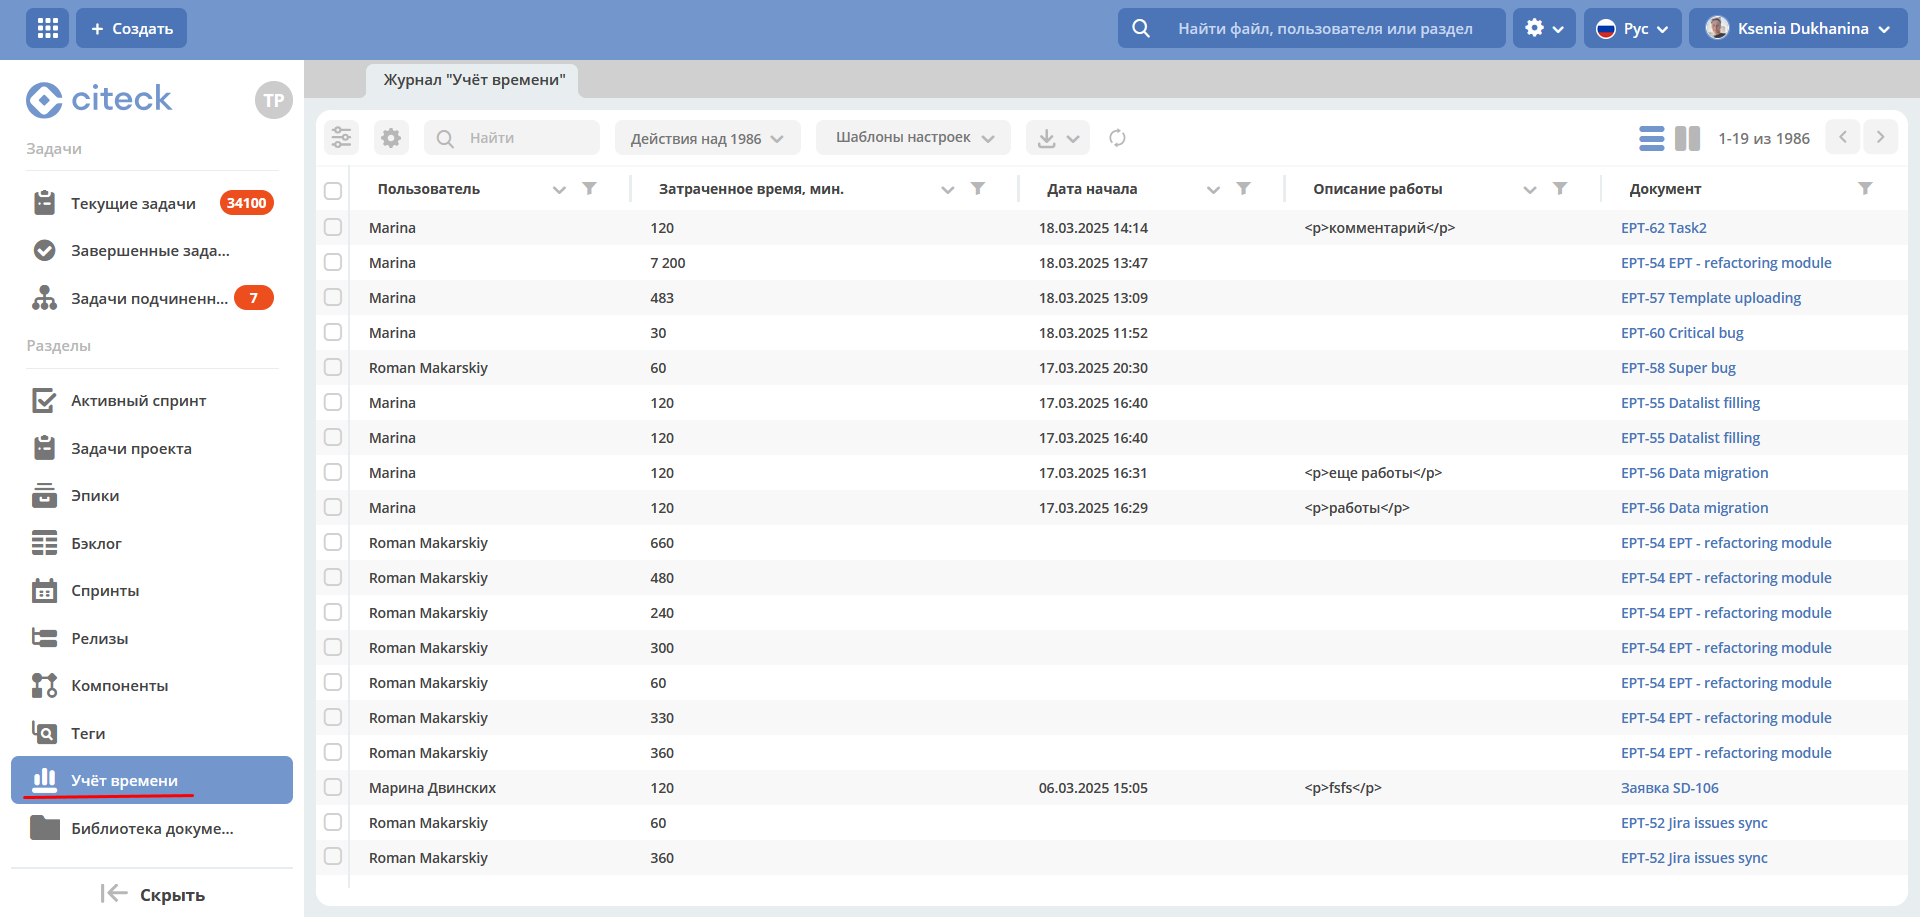 Создать
Найти файл, пользователя или раздел
Рус
Ksenia Dukhanina
citeck
TP
Журнал "Учёт времени"
Задачи
Текущие задачи 34100
Завершенные зада...
Задачи подчиненн... 7
Разделы
Активный спринт
Задачи проекта
Эпики
Бэклог
Спринты
Релизы
Компоненты
Теги
Учёт времени
Библиотека докуме...
Скрыть
Найти
Действия над 1986
Шаблоны настроек
1-19 из 1986
Пользователь Затраченное время, мин. Дата начала Описание работы Документ
Marina 120 18.03.2025 14:14 <p>комментарий</p> EPT-62 Task2
Marina 7 200 18.03.2025 13:47 EPT-54 EPT - refactoring module
Marina 483 18.03.2025 13:09 EPT-57 Template uploading
Marina 30 18.03.2025 11:52 EPT-60 Critical bug
Roman Makarskiy 60 17.03.2025 20:30 EPT-58 Super bug
Marina 120 17.03.2025 16:40 EPT-55 Datalist filling
Marina 120 17.03.2025 16:40 EPT-55 Datalist filling
Marina 120 17.03.2025 16:31 <p>еще работы</p> EPT-56 Data migration
Marina 120 17.03.2025 16:29 <p>работы</p> EPT-56 Data migration
Roman Makarskiy 660 EPT-54 EPT - refactoring module
Roman Makarskiy 480 EPT-54 EPT - refactoring module
Roman Makarskiy 240 EPT-54 EPT - refactoring module
Roman Makarskiy 300 EPT-54 EPT - refactoring module
Roman Makarskiy 60 EPT-54 EPT - refactoring module
Roman Makarskiy 330 EPT-54 EPT - refactoring module
Roman Makarskiy 360 EPT-54 EPT - refactoring module
Марина Двинских 120 06.03.2025 15:05 <p>fsfs</p> Заявка SD-106
Roman Makarskiy 60 EPT-52 Jira issues sync
Roman Makarskiy 360 EPT-52 Jira issues sync